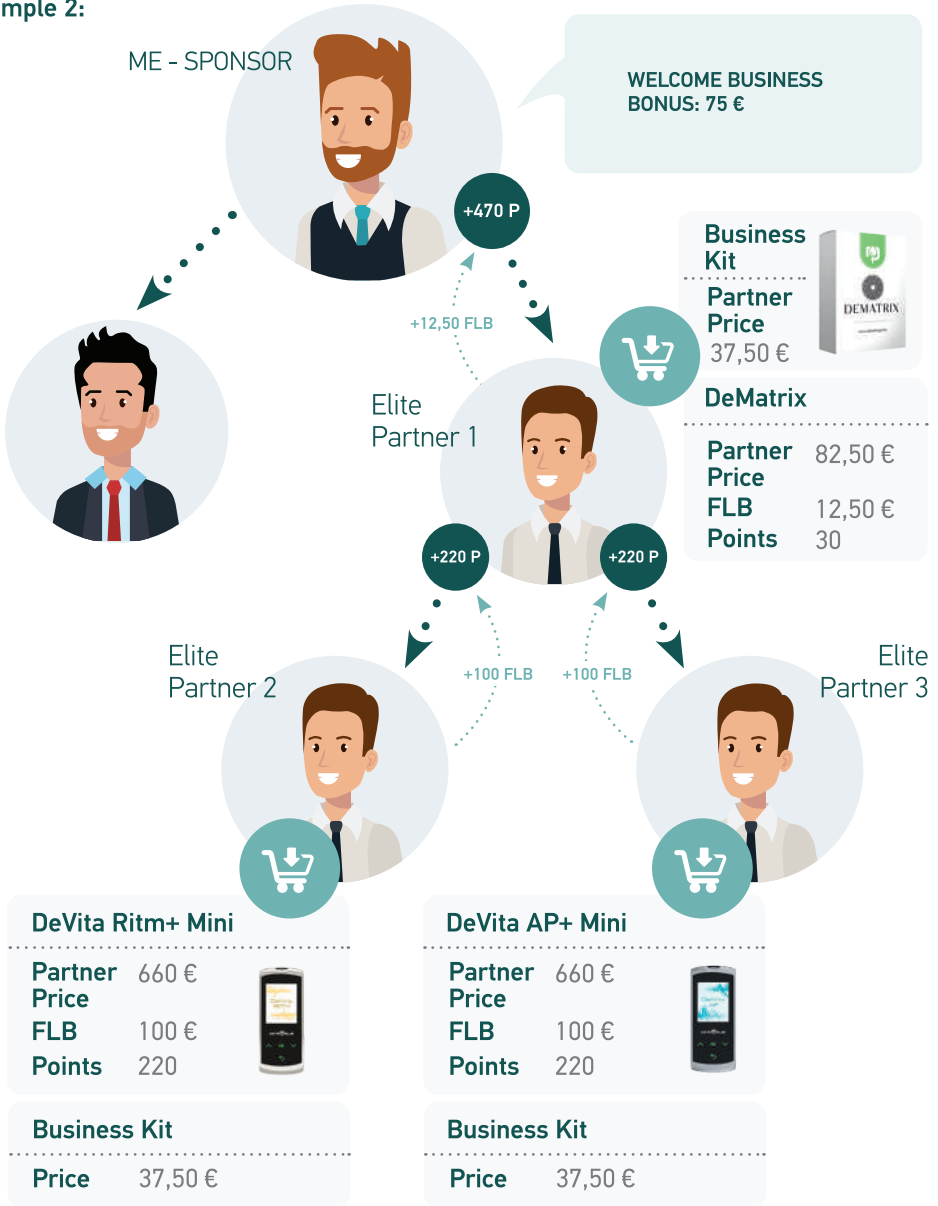 mple 2:
ME - SPONSOR
WELCOME BUSINESS
BONUS: 75 €
+470 P
+12,50 FLB
Business
Kit
Partner
Price
37,50 €
DEMATRIX
Elite
Partner 1
DeMatrix
Partner
Price
82,50 €
FLB 12,50 €
Points 30
+220 P
+220 P
+100 FLB
+100 FLB
Elite
Partner 2
Elite
Partner 3
DeVita Ritm+ Mini
Partner
Price
660 €
FLB 100 €
Points 220
Business Kit
Price 37,50 €
DeVita AP+ Mini
Partner
Price
660 €
FLB 100 €
Points 220
Business Kit
Price 37,50 €